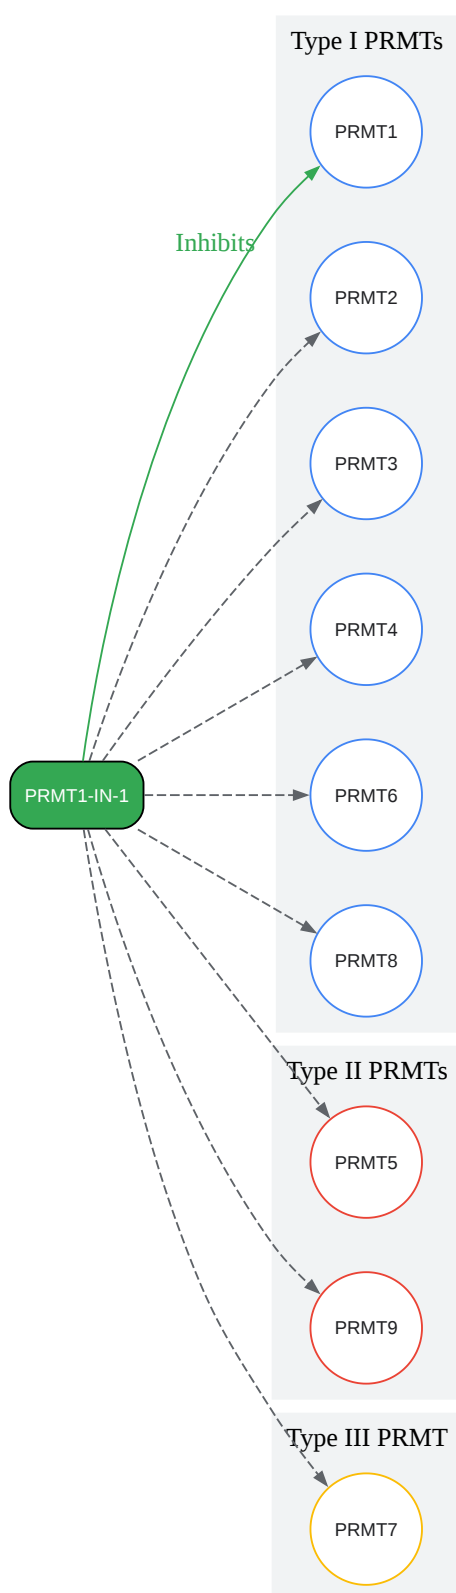 Type I PRMTs
PRMT1
Inhibits
PRMT2
PRMT3
PRMT4
PRMT1-IN-1
PRMT6
PRMT8
Type II PRMTs
PRMT5
PRMT9
Type III PRMT
PRMT7